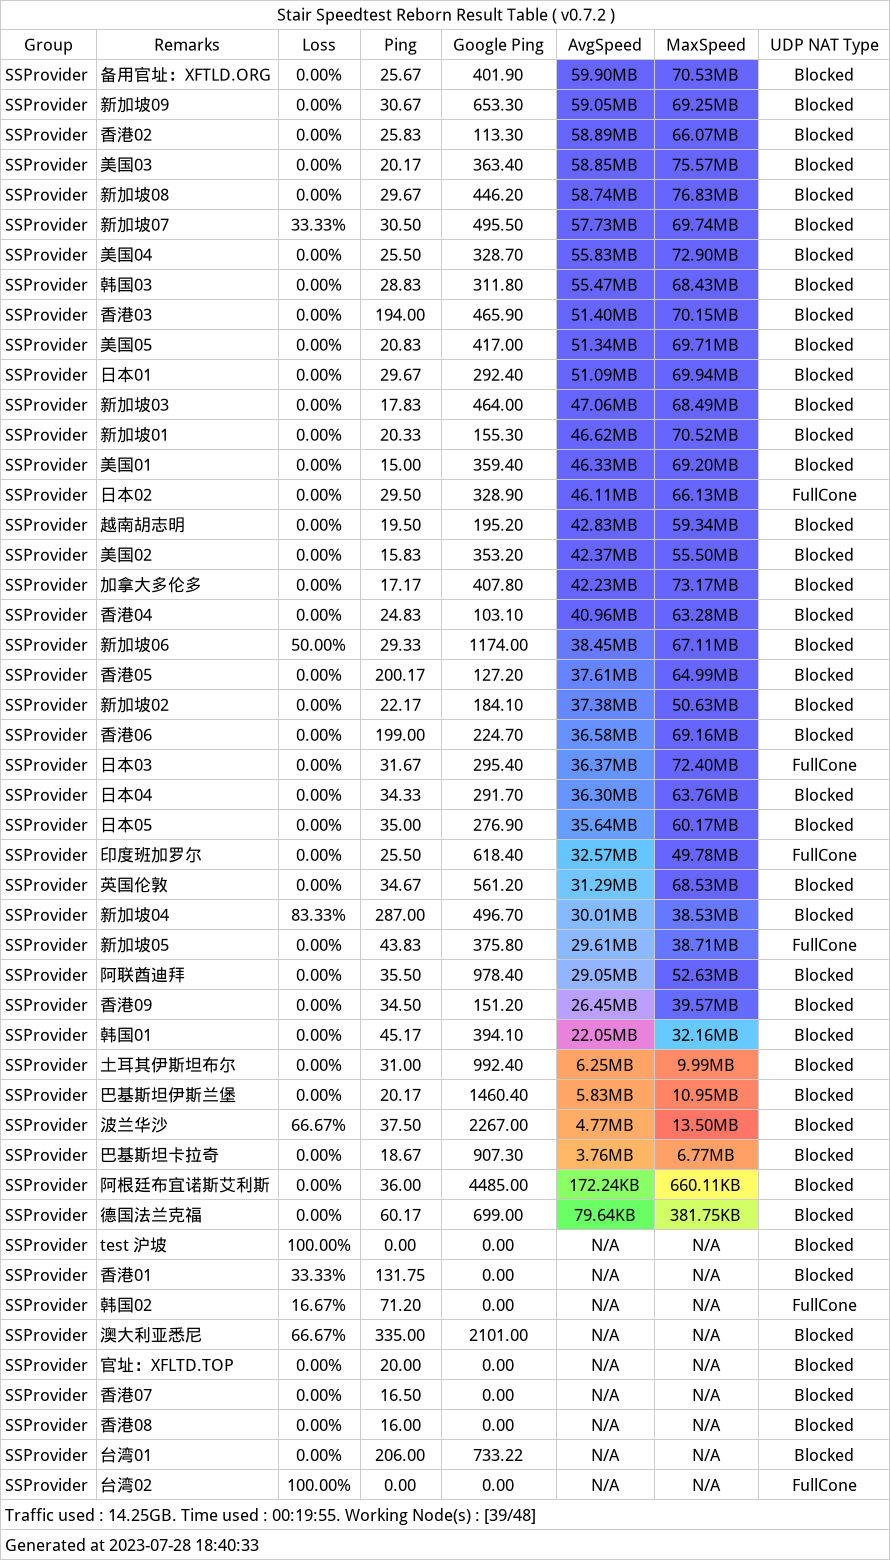 Stair Speedtest Reborn Result Table ( v0.7.2 )
Group Remarks Loss Ping Google Ping AvgSpeed MaxSpeed UDP NAT Type
SSProvider 备用官址：XFTLD.ORG 0.00% 25.67 401.90 59.90MB 70.53MB Blocked
SSProvider 新加坡09 0.00% 30.67 653.30 59.05MB 69.25MB Blocked
SSProvider 香港02 0.00% 25.83 113.30 58.89MB 66.07MB Blocked
SSProvider 美国03 0.00% 20.17 363.40 58.85MB 75.57MB Blocked
SSProvider 新加坡08 0.00% 29.67 446.20 58.74MB 76.83MB Blocked
SSProvider 新加坡07 33.33% 30.50 495.50 57.73MB 69.74MB Blocked
SSProvider 美国04 0.00% 25.50 328.70 55.83MB 72.90MB Blocked
SSProvider 韩国03 0.00% 28.83 311.80 55.47MB 68.43MB Blocked
SSProvider 香港03 0.00% 194.00 465.90 51.40MB 70.15MB Blocked
SSProvider 美国05 0.00% 20.83 417.00 51.34MB 69.71MB Blocked
SSProvider 日本01 0.00% 29.67 292.40 51.09MB 69.94MB Blocked
SSProvider 新加坡03 0.00% 17.83 464.00 47.06MB 68.49MB Blocked
SSProvider 新加坡01 0.00% 20.33 155.30 46.62MB 70.52MB Blocked
SSProvider 美国01 0.00% 15.00 359.40 46.33MB 69.20MB Blocked
SSProvider 日本02 0.00% 29.50 328.90 46.11MB 66.13MB FullCone
SSProvider 越南胡志明 0.00% 19.50 195.20 42.83MB 59.34MB Blocked
SSProvider 美国02 0.00% 15.83 353.20 42.37MB 55.50MB Blocked
SSProvider 加拿大多伦多 0.00% 17.17 407.80 42.23MB 73.17MB Blocked
SSProvider 香港04 0.00% 24.83 103.10 40.96MB 63.28MB Blocked
SSProvider 新加坡06 50.00% 29.33 1174.00 38.45MB 67.11MB Blocked
SSProvider 香港05 0.00% 200.17 127.20 37.61MB 64.99MB Blocked
SSProvider 新加坡02 0.00% 22.17 184.10 37.38MB 50.63MB Blocked
SSProvider 香港06 0.00% 199.00 224.70 36.58MB 69.16MB Blocked
SSProvider 日本03 0.00% 31.67 295.40 36.37MB 72.40MB FullCone
SSProvider 日本04 0.00% 34.33 291.70 36.30MB 63.76MB Blocked
SSProvider 日本05 0.00% 35.00 276.90 35.64MB 60.17MB Blocked
SSProvider 印度班加罗尔 0.00% 25.50 618.40 32.57MB 49.78MB FullCone
SSProvider 英国伦敦 0.00% 34.67 561.20 31.29MB 68.53MB Blocked
SSProvider 新加坡04 83.33% 287.00 496.70 30.01MB 38.53MB Blocked
SSProvider 新加坡05 0.00% 43.83 375.80 29.61MB 38.71MB FullCone
SSProvider 阿联酋迪拜 0.00% 35.50 978.40 29.05MB 52.63MB Blocked
SSProvider 香港09 0.00% 34.50 151.20 26.45MB 39.57MB Blocked
SSProvider 韩国01 0.00% 45.17 394.10 22.05MB 32.16MB Blocked
SSProvider 土耳其伊斯坦布尔 0.00% 31.00 992.40 6.25MB 9.99MB Blocked
SSProvider 巴基斯坦伊斯兰堡 0.00% 20.17 1460.40 5.83MB 10.95MB Blocked
SSProvider 波兰华沙 66.67% 37.50 2267.00 4.77MB 13.50MB Blocked
SSProvider 巴基斯坦卡拉奇 0.00% 18.67 907.30 3.76MB 6.77MB Blocked
SSProvider 阿根廷布宜诺斯艾利斯 0.00% 36.00 4485.00 172.24KB 660.11KB Blocked
SSProvider 德国法兰克福 0.00% 60.17 699.00 79.64KB 381.75KB Blocked
SSProvider test 沪坡 100.00% 0.00 0.00 N/A N/A Blocked
SSProvider 香港01 33.33% 131.75 0.00 N/A N/A Blocked
SSProvider 韩国02 16.67% 71.20 0.00 N/A N/A FullCone
SSProvider 澳大利亚悉尼 66.67% 335.00 2101.00 N/A N/A Blocked
SSProvider 官址：XFLTD.TOP 0.00% 20.00 0.00 N/A N/A Blocked
SSProvider 香港07 0.00% 16.50 0.00 N/A N/A Blocked
SSProvider 香港08 0.00% 16.00 0.00 N/A N/A Blocked
SSProvider 台湾01 0.00% 206.00 733.22 N/A N/A Blocked
SSProvider 台湾02 100.00% 0.00 0.00 N/A N/A FullCone
Traffic used : 14.25GB. Time used : 00:19:55. Working Node(s) : [39/48]
Generated at 2023-07-28 18:40:33